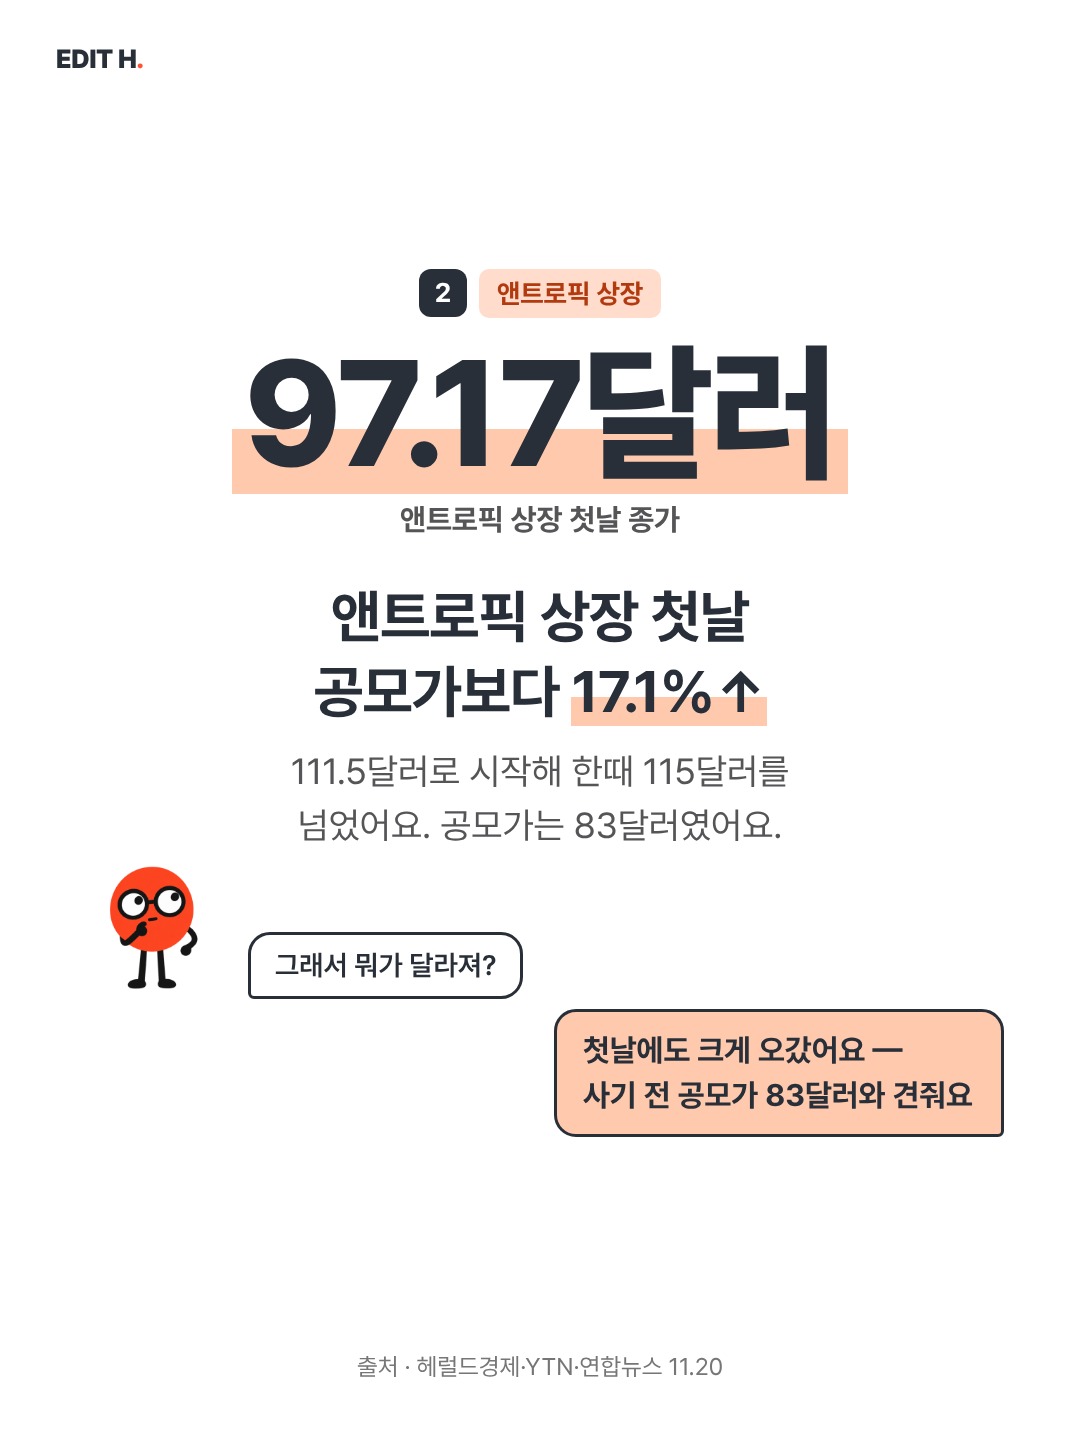 EDIT H.
2 앤트로픽 상장
97.17달러
앤트로픽 상장 첫날 종가
앤트로픽 상장 첫날
공모가보다 17.1%↑
111.5달러로 시작해 한때 115달러를
넘었어요. 공모가는 83달러였어요.
그래서 뭐가 달라져?
첫날에도 크게 오갔어요 —
사기 전 공모가 83달러와 견줘요
출처 · 헤럴드경제·YTN·연합뉴스 11.20